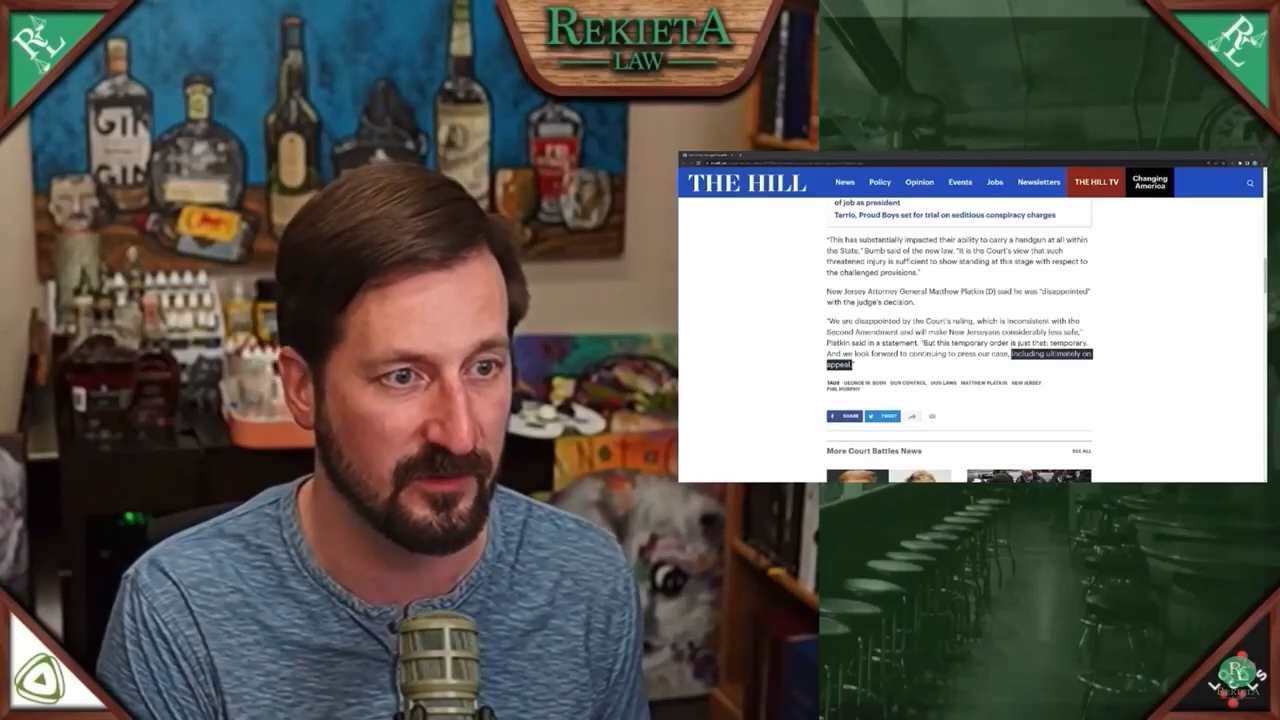 REKIETA
LAW
RL
RL
GIN
THE HILL
News
Policy
Opinion
Events
Jobs
Newsletters
THE HILL TV
Changing
America
of job as president
Tarrio, Proud Boys set for trial on seditious conspiracy charges
“This has substantially impacted their ability to carry a handgun at all within
the State,” Bumb said of the new law. “It is the Court’s view that such
threatened injury is sufficient to show standing at this stage with respect to
the challenged provisions.”
New Jersey Attorney General Matthew Platkin (D) said he was “disappointed”
with the judge’s decision.
“We are disappointed by the Court’s ruling, which is inconsistent with the
Second Amendment and will make New Jerseyans considerably less safe,”
Platkin said in a statement. “But this temporary order is just that: temporary.
And we look forward to continuing to press our case, including ultimately on
appeal.”
TAGS GEORGE W. BUSH GUN CONTROL GUN LAWS MATTHEW PLATKIN NEW JERSEY
PHIL MURPHY
SHARE
TWEET
More Court Battles News
SEE ALL
RL
REKIETA